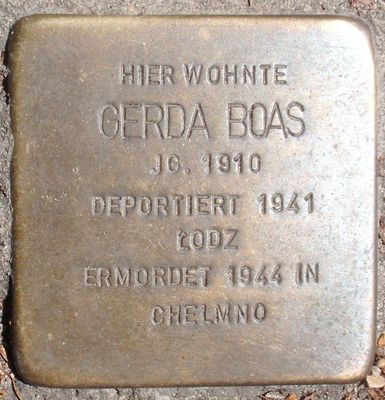 HIER WOHNTE
GERDA BOAS
JG. 1910
DEPORTIERT 1941
ŁODZ
ERMORDET 1944 IN
CHELMNO